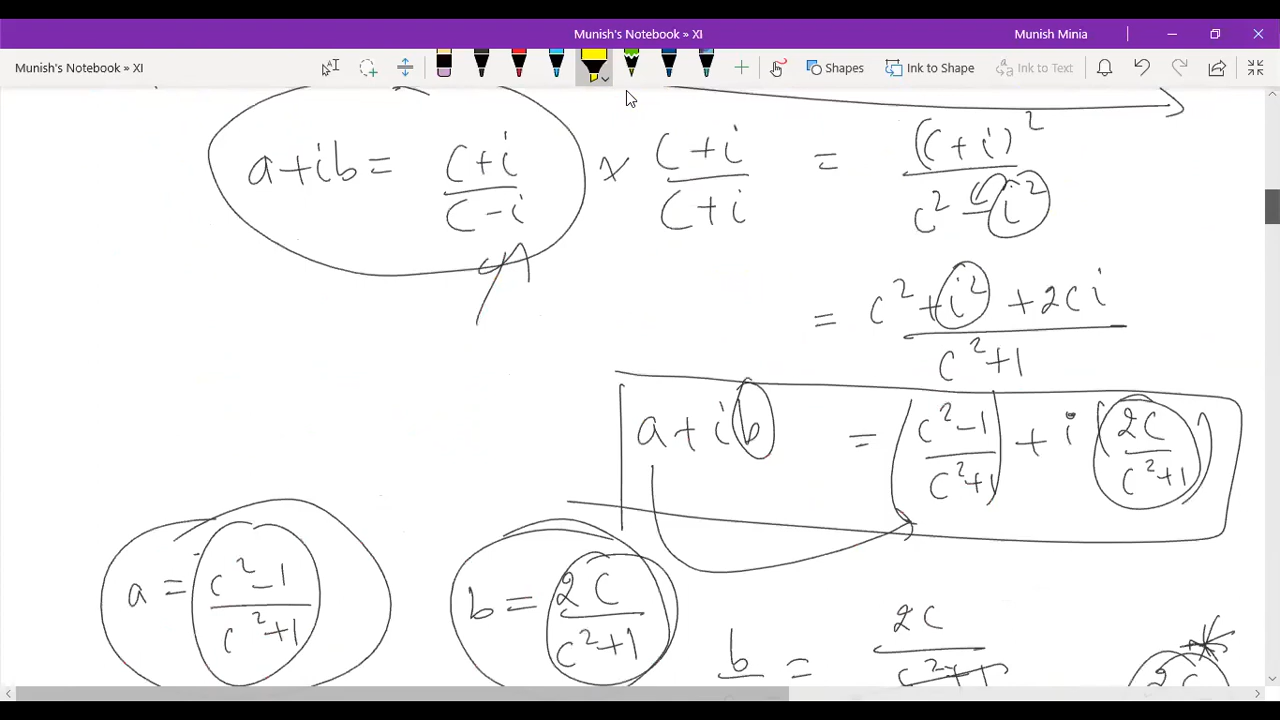 Munish's Notebook » XI
Munish Minia
Munish's Notebook » XI
Shapes
Ink to Shape
Ink to Text
a+ib = c+i / c-i × c+i / c+i = (c+i)² / c² - i²
= c² + i² + 2ci / c²+1
a+ib = (c²-1 / c²+1) + i (2c / c²+1)
a = c²-1 / c²+1
b = 2c / c²+1
b = 2c / c²+1